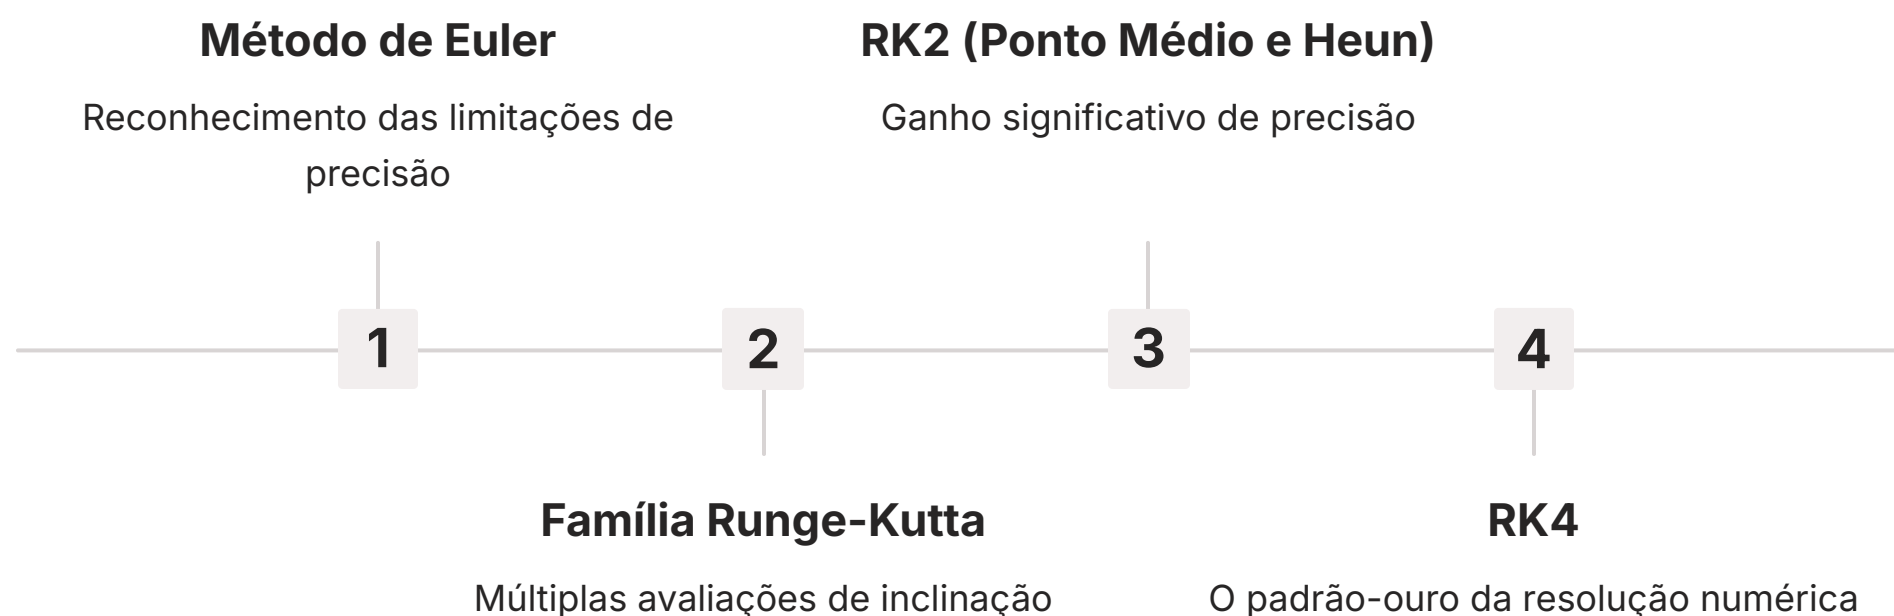 Método de Euler
Reconhecimento das limitações de
precisão
RK2 (Ponto Médio e Heun)
Ganho significativo de precisão
1
2
3
4
Família Runge-Kutta
Múltiplas avaliações de inclinação
RK4
O padrão-ouro da resolução numérica